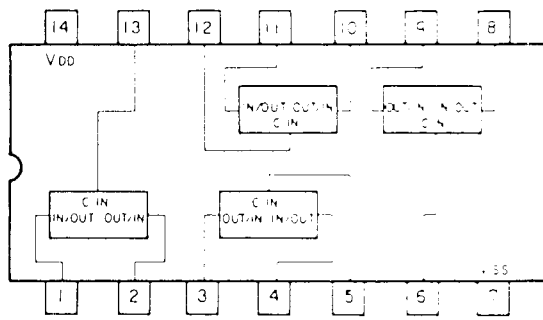 14 13 12 11 10 9 8
VDD
IN/OUT OUT/IN
C IN
OUT/IN IN/OUT
C IN
C IN
IN/OUT OUT/IN
C IN
OUT/IN IN/OUT
1 2 3 4 5 6 7